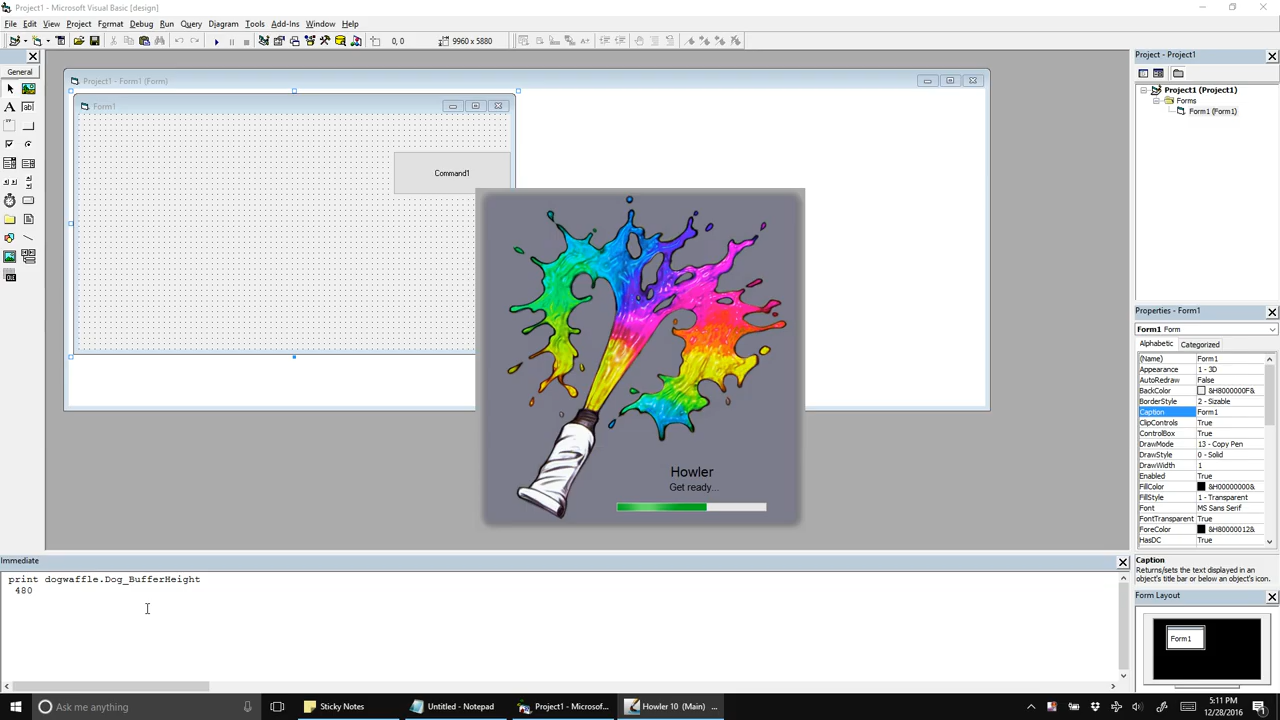 Project1 - Microsoft Visual Basic [design]
File Edit View Project Format Debug Run Query Diagram Tools Add-Ins Window Help
0, 0
9960 x 5880
General
Project1 - Form1 (Form)
Form1
Command1
Howler
Get ready...
Project - Project1
Project1 (Project1)
Forms
Form1 (Form1)
Properties - Form1
Form1 Form
Alphabetic Categorized
(Name) Form1
Appearance 1 - 3D
AutoRedraw False
BackColor &H8000000F&
BorderStyle 2 - Sizable
Caption Form1
ClipControls True
ControlBox True
DrawMode 13 - Copy Pen
DrawStyle 0 - Solid
DrawWidth 1
Enabled True
FillColor &H00000000&
FillStyle 1 - Transparent
Font MS Sans Serif
FontTransparent True
ForeColor &H80000012&
HasDC True
Caption
Returns/sets the text displayed in an
object's title bar or below an object's icon.
Form Layout
Form1
Immediate
print dogwaffle.Dog_BufferHeight
480
Ask me anything
Sticky Notes
Untitled - Notepad
Project1 - Microsof...
Howler 10 (Main) ...
5:11 PM
12/28/2016